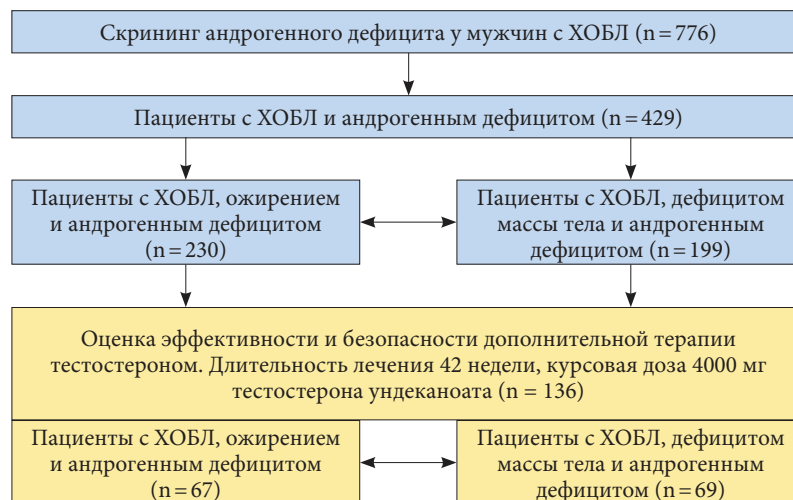 Скрининг андрогенного дефицита у мужчин с ХОБЛ (n = 776)
Пациенты с ХОБЛ и андрогенным дефицитом (n = 429)
Пациенты с ХОБЛ, ожирением
и андрогенным дефицитом
(n = 230)
Пациенты с ХОБЛ, дефицитом
массы тела и андрогенным
дефицитом (n = 199)
Оценка эффективности и безопасности дополнительной терапии
тестостероном. Длительность лечения 42 недели, курсовая доза 4000 мг
тестостерона ундеканоата (n = 136)
Пациенты с ХОБЛ, ожирением
и андрогенным дефицитом
(n = 67)
Пациенты с ХОБЛ, дефицитом
массы тела и андрогенным
дефицитом (n = 69)